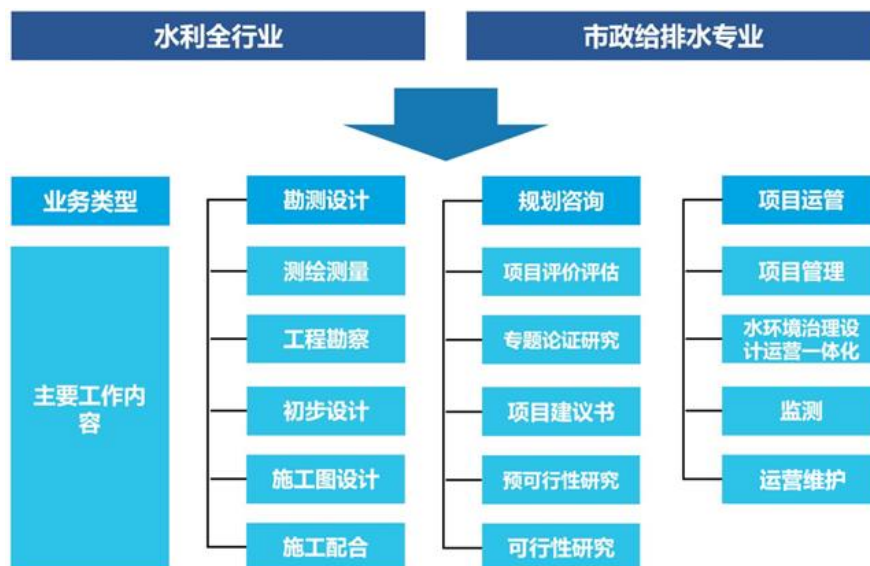 水利全行业
市政给排水专业
业务类型
勘测设计
规划咨询
项目运管
主要工作内
容
测绘测量
项目评价评估
项目管理
工程勘察
专题论证研究
水环境治理设
计运营一体化
初步设计
项目建议书
监测
施工图设计
预可行性研究
运营维护
施工配合
可行性研究